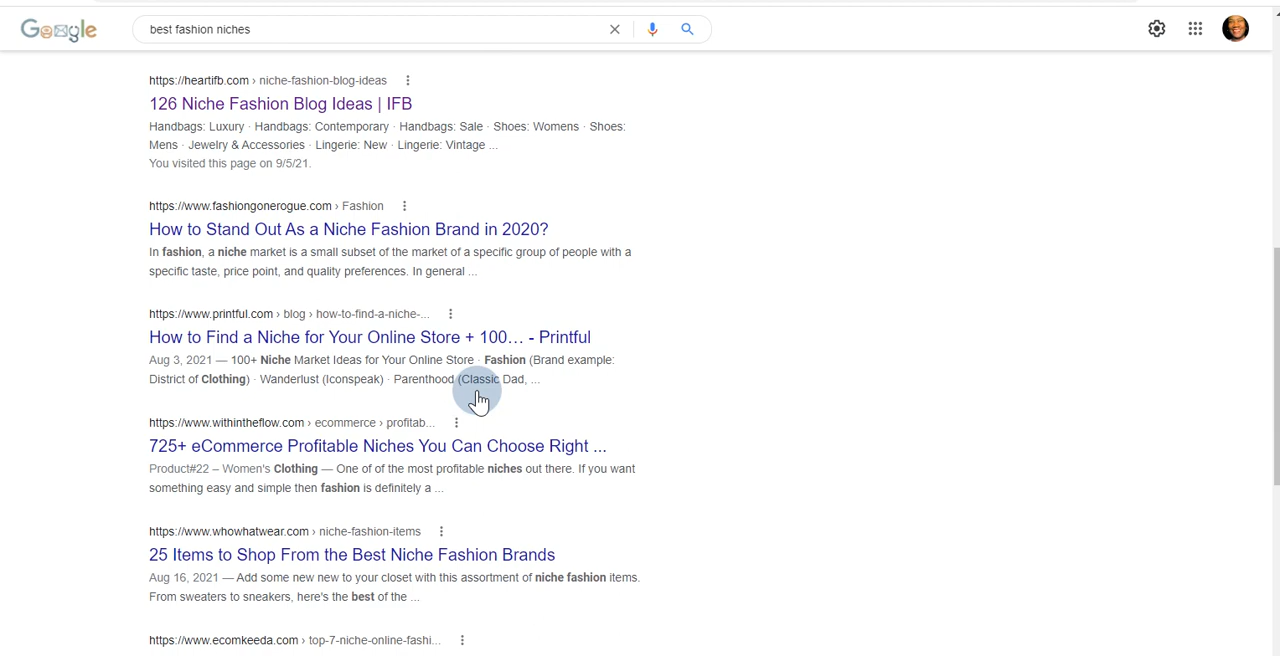 Google
best fashion niches
https://heartifb.com › niche-fashion-blog-ideas
126 Niche Fashion Blog Ideas | IFB
Handbags: Luxury · Handbags: Contemporary · Handbags: Sale · Shoes: Womens · Shoes:
Mens · Jewelry & Accessories · Lingerie: New · Lingerie: Vintage ...
You visited this page on 9/5/21.
https://www.fashiongonerogue.com › Fashion
How to Stand Out As a Niche Fashion Brand in 2020?
In fashion, a niche market is a small subset of the market of a specific group of people with a
specific taste, price point, and quality preferences. In general ...
https://www.printful.com › blog › how-to-find-a-niche-...
How to Find a Niche for Your Online Store + 100… - Printful
Aug 3, 2021 — 100+ Niche Market Ideas for Your Online Store · Fashion (Brand example:
District of Clothing) · Wanderlust (Iconspeak) · Parenthood (Classic Dad, ...
https://www.withintheflow.com › ecommerce › profitab...
725+ eCommerce Profitable Niches You Can Choose Right ...
Product#22 – Women's Clothing — One of of the most profitable niches out there. If you want
something easy and simple then fashion is definitely a ...
https://www.whowhatwear.com › niche-fashion-items
25 Items to Shop From the Best Niche Fashion Brands
Aug 16, 2021 — Add some new new to your closet with this assortment of niche fashion items.
From sweaters to sneakers, here's the best of the ...
https://www.ecomkeeda.com › top-7-niche-online-fashi...